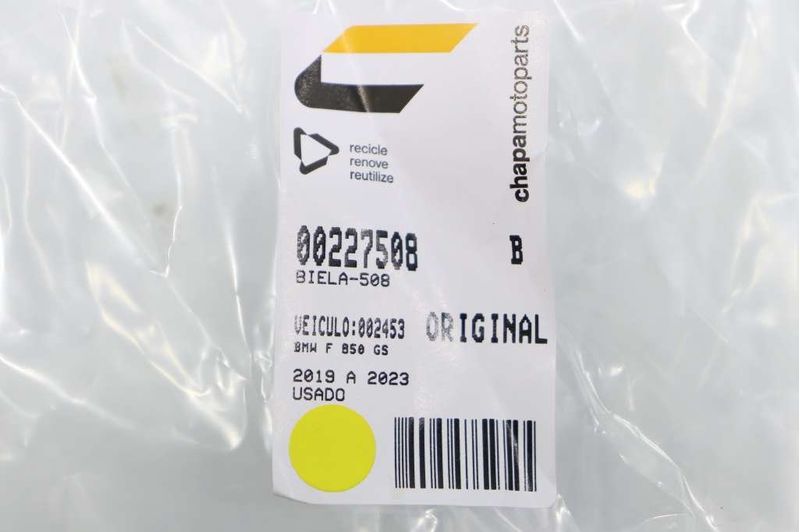 chapamotoparts
recicle
renove
reutilize
00227508 B
BIELA-508
VEICULO:002453 ORIGINAL
BMW F 850 GS
2019 A 2023
USADO